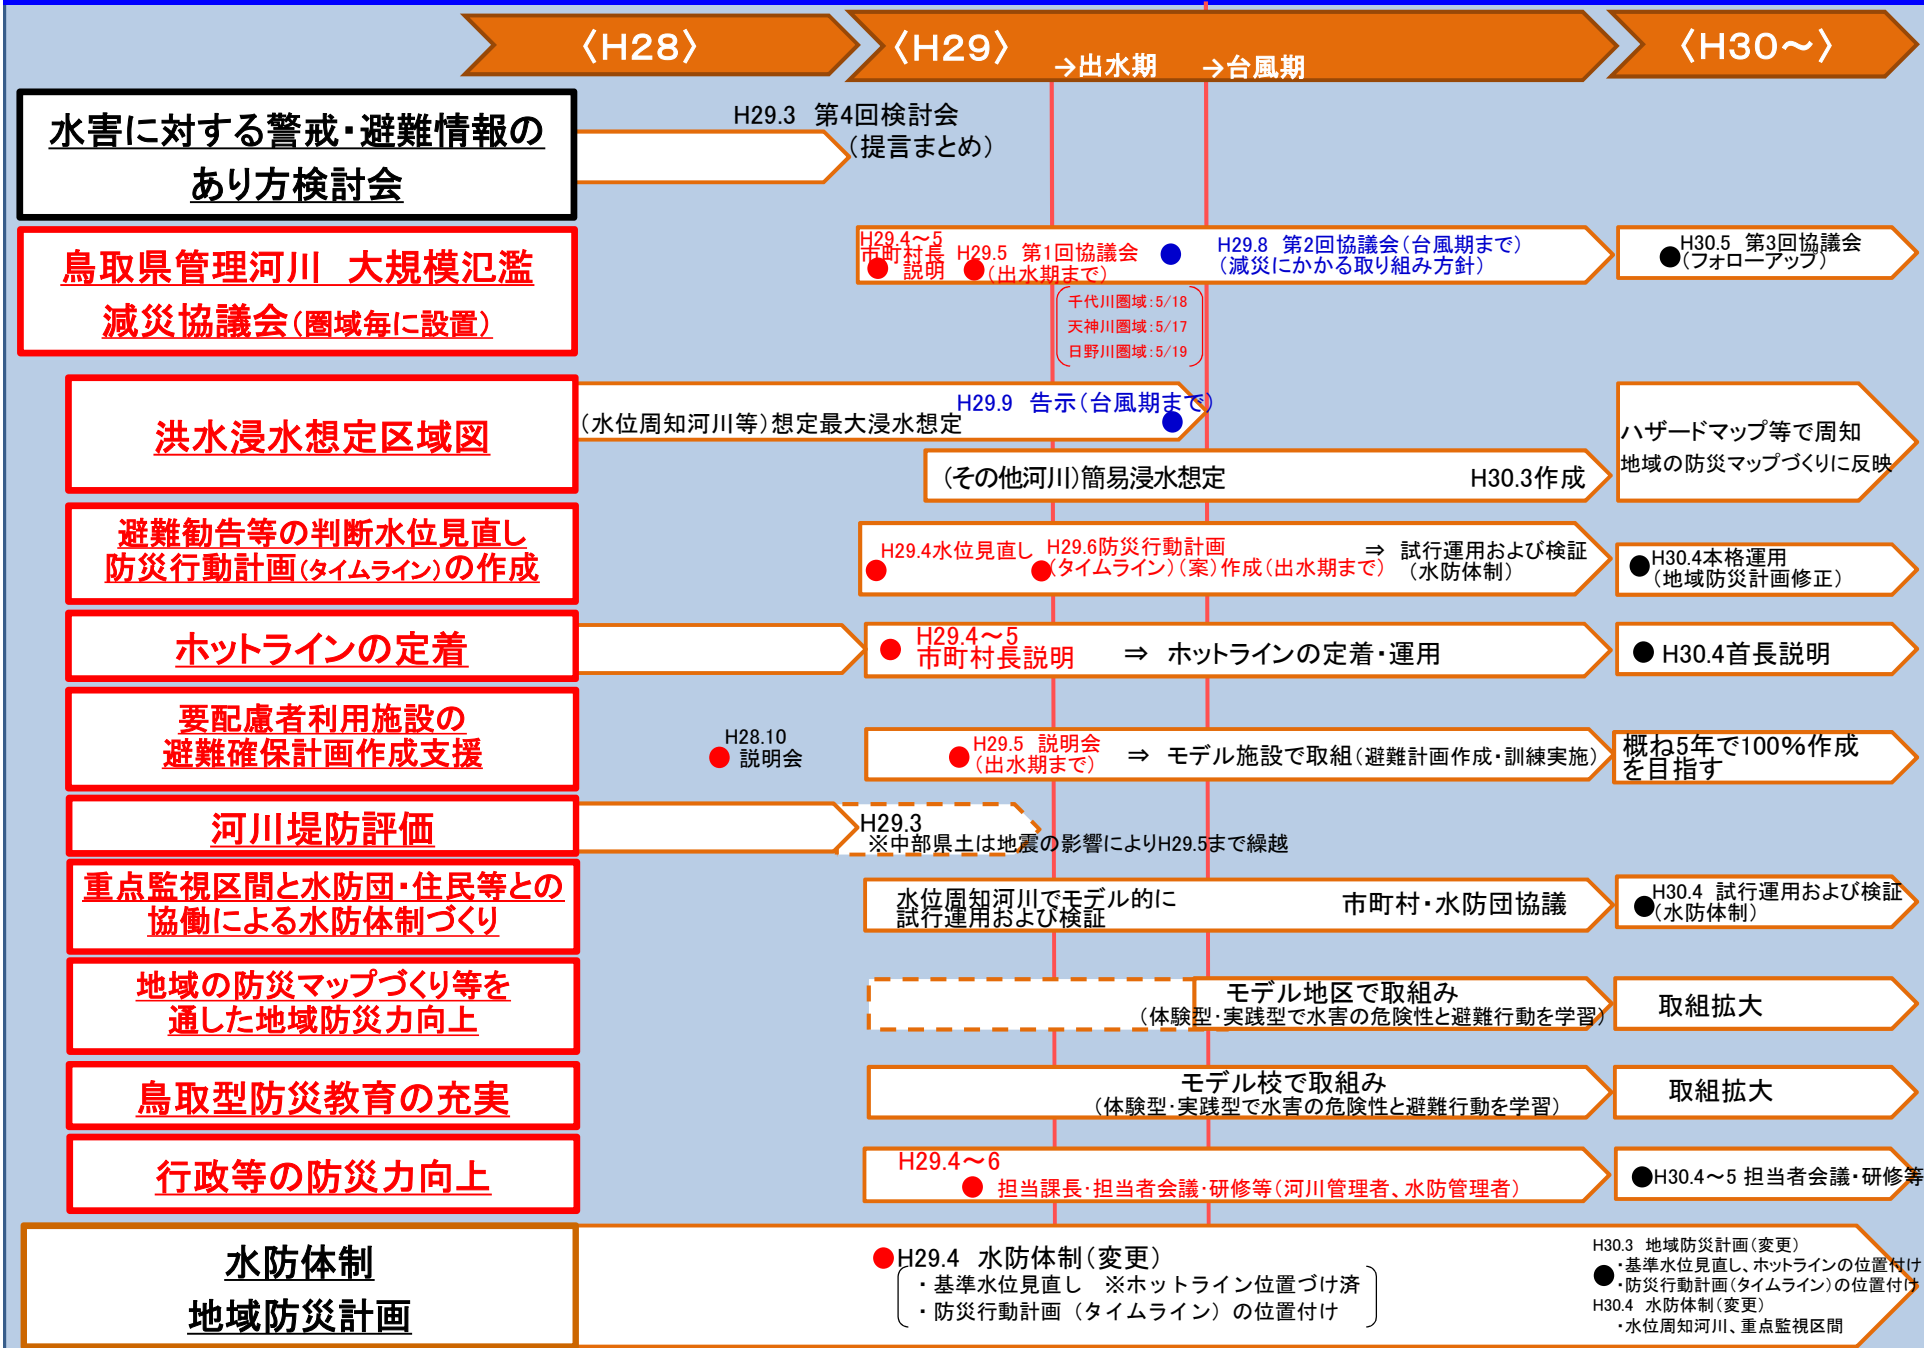 〈H28〉
〈H29〉
→出水期
→台風期
〈H30～〉
水害に対する警戒・避難情報の
あり方検討会
H29.3 第4回検討会
(提言まとめ)
鳥取県管理河川 大規模氾濫
減災協議会(圏域毎に設置)
H29.4～5
市町村長
説明
H29.5 第1回協議会
(出水期まで)
千代川圏域:5/18
天神川圏域:5/17
日野川圏域:5/19
H29.8 第2回協議会(台風期まで)
(減災にかかる取り組み方針)
H30.5 第3回協議会
(フォローアップ)
洪水浸水想定区域図
H29.9 告示(台風期まで)
(水位周知河川等)想定最大浸水想定
(その他河川)簡易浸水想定
H30.3作成
ハザードマップ等で周知
地域の防災マップづくりに反映
避難勧告等の判断水位見直し
防災行動計画(タイムライン)の作成
H29.4水位見直し
H29.6防災行動計画
(タイムライン)(案)作成(出水期まで)
⇒ 試行運用および検証
(水防体制)
H30.4本格運用
(地域防災計画修正)
ホットラインの定着
H29.4～5
市町村長説明
⇒ ホットラインの定着・運用
H30.4首長説明
要配慮者利用施設の
避難確保計画作成支援
H28.10
説明会
H29.5 説明会
(出水期まで)
⇒ モデル施設で取組(避難計画作成・訓練実施)
概ね5年で100%作成
を目指す
河川堤防評価
H29.3
※中部県土は地震の影響によりH29.5まで繰越
重点監視区間と水防団・住民等との
協働による水防体制づくり
水位周知河川でモデル的に
試行運用および検証
市町村・水防団協議
H30.4 試行運用および検証
(水防体制)
地域の防災マップづくり等を
通した地域防災力向上
モデル地区で取組み
(体験型・実践型で水害の危険性と避難行動を学習)
取組拡大
鳥取型防災教育の充実
モデル校で取組み
(体験型・実践型で水害の危険性と避難行動を学習)
取組拡大
行政等の防災力向上
H29.4～6
担当課長・担当者会議・研修等(河川管理者、水防管理者)
H30.4～5 担当者会議・研修等
水防体制
地域防災計画
H29.4 水防体制(変更)
・基準水位見直し ※ホットライン位置づけ済
・防災行動計画(タイムライン)の位置付け
H30.3 地域防災計画(変更)
・基準水位見直し、ホットラインの位置付け
・防災行動計画(タイムライン)の位置付け
H30.4 水防体制(変更)
・水位周知河川、重点監視区間